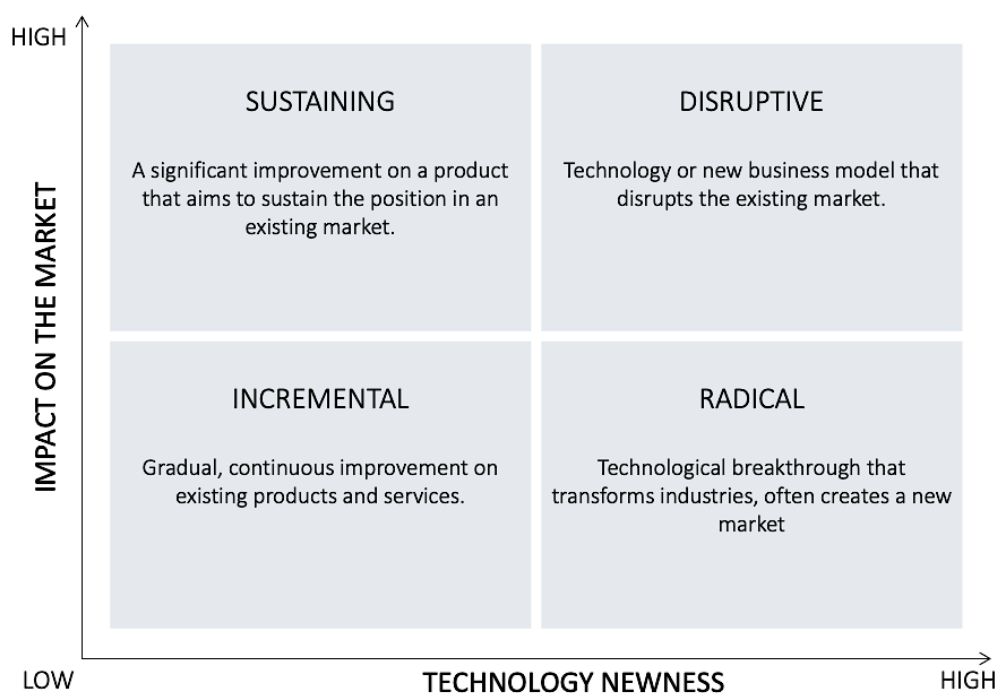 HIGH
SUSTAINING
A significant improvement on a product
that aims to sustain the position in an
existing market.
DISRUPTIVE
Technology or new business model that
disrupts the existing market.
IMPACT ON THE MARKET
INCREMENTAL
Gradual, continuous improvement on
existing products and services.
RADICAL
Technological breakthrough that
transforms industries, often creates a new
market
LOW
TECHNOLOGY NEWNESS
HIGH